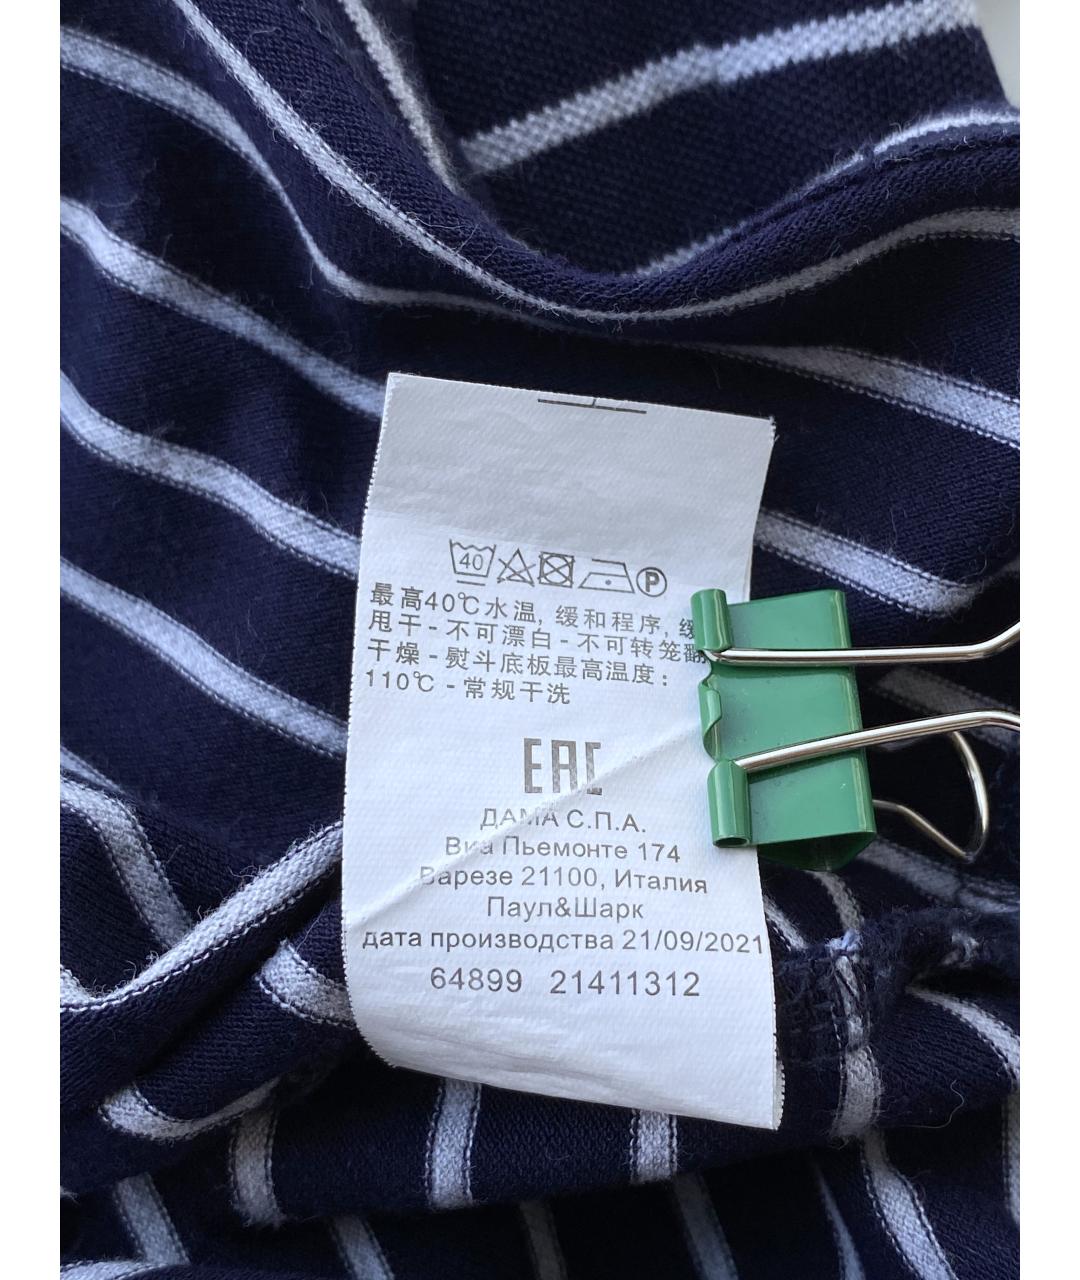 40 P
最高40℃水温, 缓和程序,
甩干 - 不可漂白 - 不可转笼翻
干燥 - 熨斗底板最高温度:
110℃ - 常规干洗
EAC
ДАМА С.П.А.
Виа Пьемонте 174
Варезе 21100, Италия
Паул&Шарк
дата производства 21/09/2021
64899 21411312